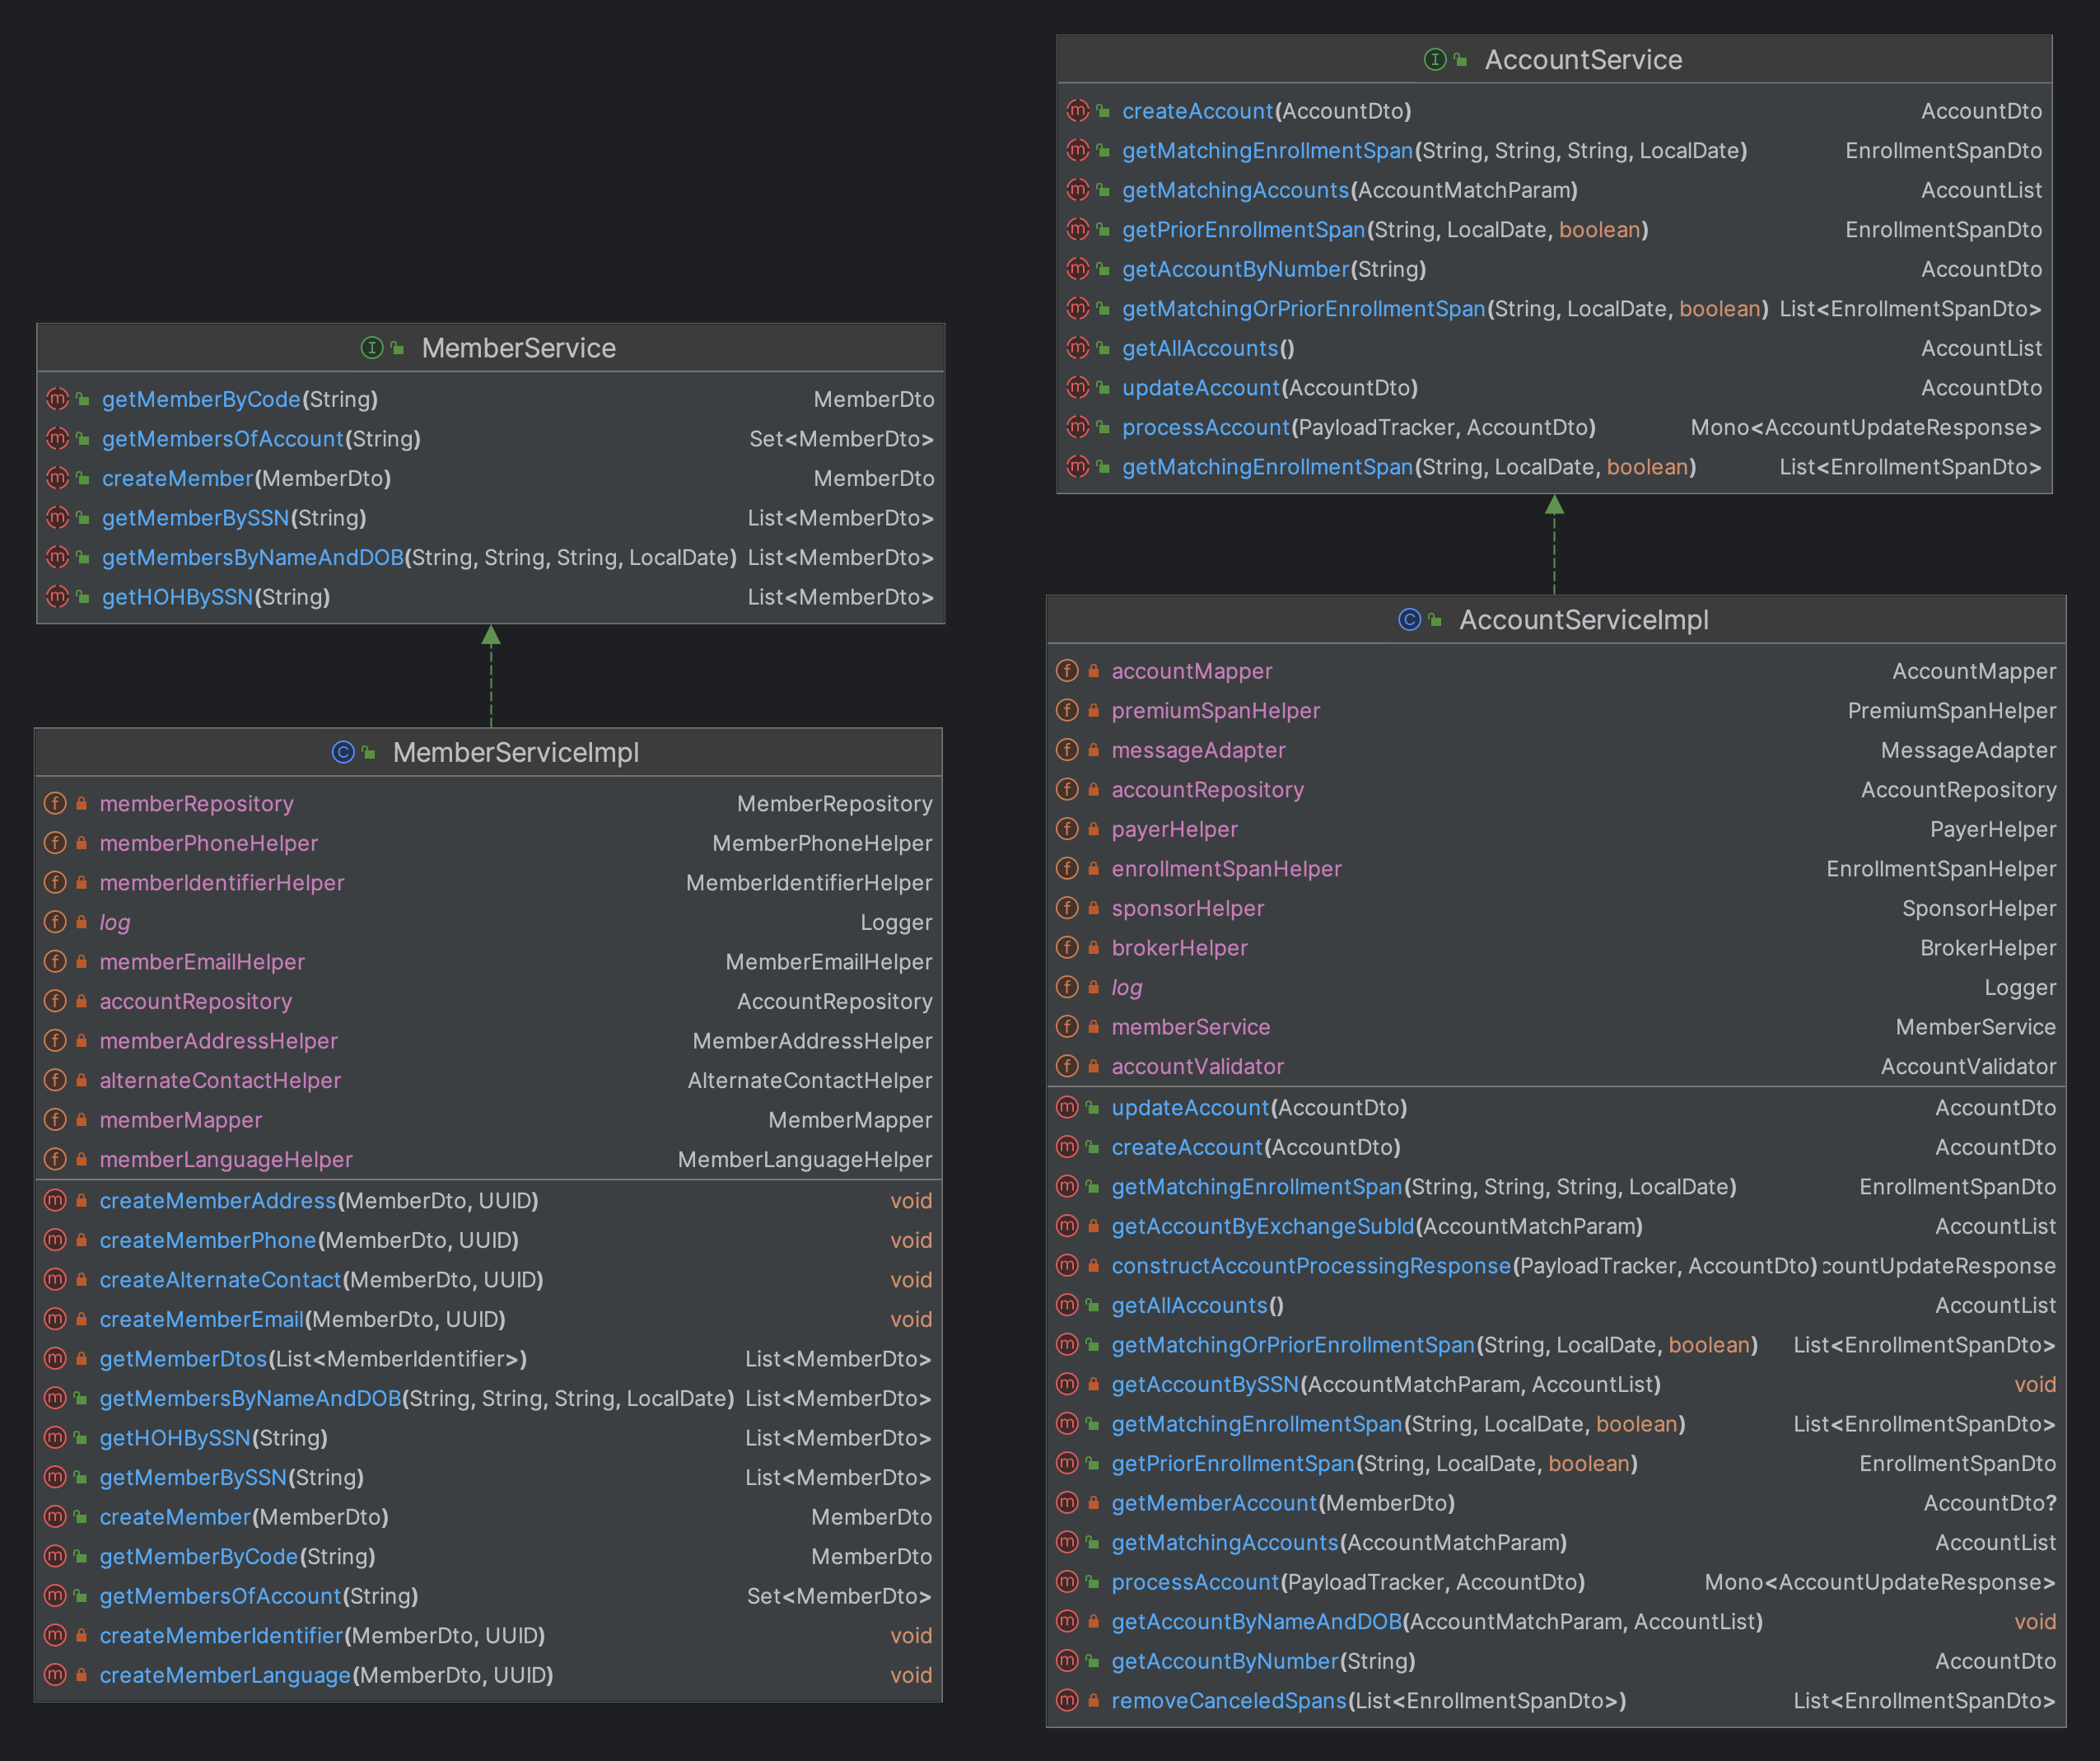 MemberService
getMemberByCode(String) MemberDto
getMembersOfAccount(String) Set<MemberDto>
createMember(MemberDto) MemberDto
getMemberBySSN(String) List<MemberDto>
getMembersByNameAndDOB(String, String, String, LocalDate) List<MemberDto>
getHOHBySSN(String) List<MemberDto>
MemberServiceImpl
memberRepository MemberRepository
memberPhoneHelper MemberPhoneHelper
memberIdentifierHelper MemberIdentifierHelper
log Logger
memberEmailHelper MemberEmailHelper
accountRepository AccountRepository
memberAddressHelper MemberAddressHelper
alternateContactHelper AlternateContactHelper
memberMapper MemberMapper
memberLanguageHelper MemberLanguageHelper
createMemberAddress(MemberDto, UUID) void
createMemberPhone(MemberDto, UUID) void
createAlternateContact(MemberDto, UUID) void
createMemberEmail(MemberDto, UUID) void
getMemberDtos(List<MemberIdentifier>) List<MemberDto>
getMembersByNameAndDOB(String, String, String, LocalDate) List<MemberDto>
getHOHBySSN(String) List<MemberDto>
getMemberBySSN(String) List<MemberDto>
createMember(MemberDto) MemberDto
getMemberByCode(String) MemberDto
getMembersOfAccount(String) Set<MemberDto>
createMemberIdentifier(MemberDto, UUID) void
createMemberLanguage(MemberDto, UUID) void
AccountService
createAccount(AccountDto) AccountDto
getMatchingEnrollmentSpan(String, String, String, LocalDate) EnrollmentSpanDto
getMatchingAccounts(AccountMatchParam) AccountList
getPriorEnrollmentSpan(String, LocalDate, boolean) EnrollmentSpanDto
getAccountByNumber(String) AccountDto
getMatchingOrPriorEnrollmentSpan(String, LocalDate, boolean) List<EnrollmentSpanDto>
getAllAccounts() AccountList
updateAccount(AccountDto) AccountDto
processAccount(PayloadTracker, AccountDto) Mono<AccountUpdateResponse>
getMatchingEnrollmentSpan(String, LocalDate, boolean) List<EnrollmentSpanDto>
AccountServiceImpl
accountMapper AccountMapper
premiumSpanHelper PremiumSpanHelper
messageAdapter MessageAdapter
accountRepository AccountRepository
payerHelper PayerHelper
enrollmentSpanHelper EnrollmentSpanHelper
sponsorHelper SponsorHelper
brokerHelper BrokerHelper
log Logger
memberService MemberService
accountValidator AccountValidator
updateAccount(AccountDto) AccountDto
createAccount(AccountDto) AccountDto
getMatchingEnrollmentSpan(String, String, String, LocalDate) EnrollmentSpanDto
getAccountByExchangeSubId(AccountMatchParam) AccountList
constructAccountProcessingResponse(PayloadTracker, AccountDto) countUpdateResponse
getAllAccounts() AccountList
getMatchingOrPriorEnrollmentSpan(String, LocalDate, boolean) List<EnrollmentSpanDto>
getAccountBySSN(AccountMatchParam, AccountList) void
getMatchingEnrollmentSpan(String, LocalDate, boolean) List<EnrollmentSpanDto>
getPriorEnrollmentSpan(String, LocalDate, boolean) EnrollmentSpanDto
getMemberAccount(MemberDto) AccountDto?
getMatchingAccounts(AccountMatchParam) AccountList
processAccount(PayloadTracker, AccountDto) Mono<AccountUpdateResponse>
getAccountByNameAndDOB(AccountMatchParam, AccountList) void
getAccountByNumber(String) AccountDto
removeCanceledSpans(List<EnrollmentSpanDto>) List<EnrollmentSpanDto>